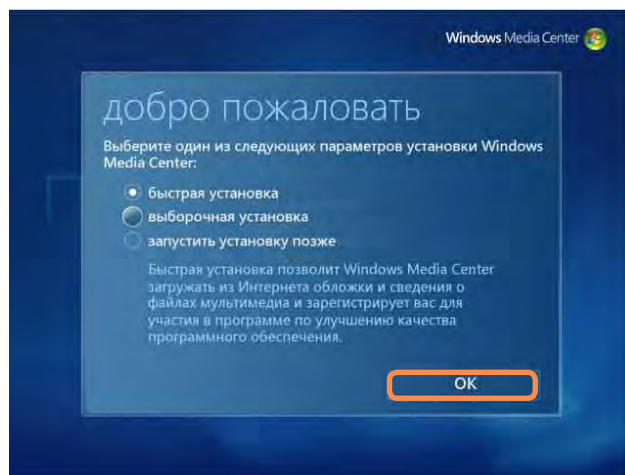 Windows Media Center
добро пожаловать
Выберите один из следующих параметров установки Windows
Media Center:
быстрая установка
выборочная установка
запустить установку позже
Быстрая установка позволит Windows Media Center
загружать из Интернета обложки и сведения о
файлах мультимедиа и зарегистрирует вас для
участия в программе по улучшению качества
программного обеспечения.
ОК